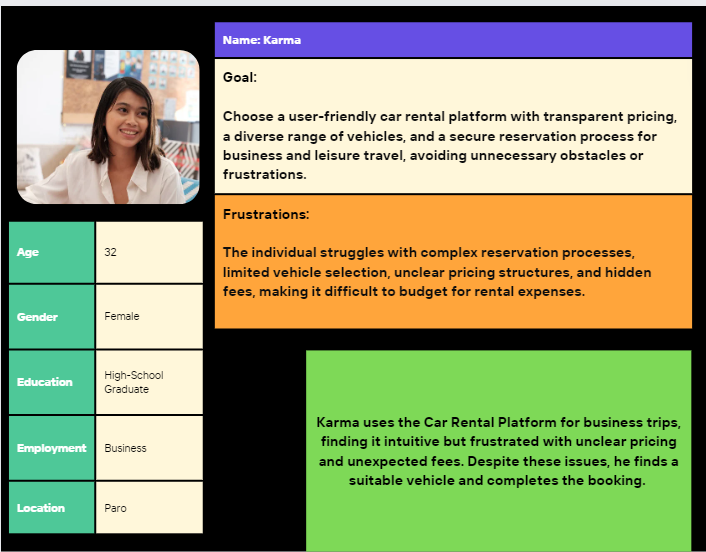 Name: Karma
Goal:
Choose a user-friendly car rental platform with transparent pricing,
a diverse range of vehicles, and a secure reservation process for
business and leisure travel, avoiding unnecessary obstacles or
frustrations.
Frustrations:
The individual struggles with complex reservation processes,
limited vehicle selection, unclear pricing structures, and hidden
fees, making it difficult to budget for rental expenses.
Age 32
Gender Female
Education High-School
Graduate
Employment Business
Location Paro
Karma uses the Car Rental Platform for business trips,
finding it intuitive but frustrated with unclear pricing
and unexpected fees. Despite these issues, he finds a
suitable vehicle and completes the booking.